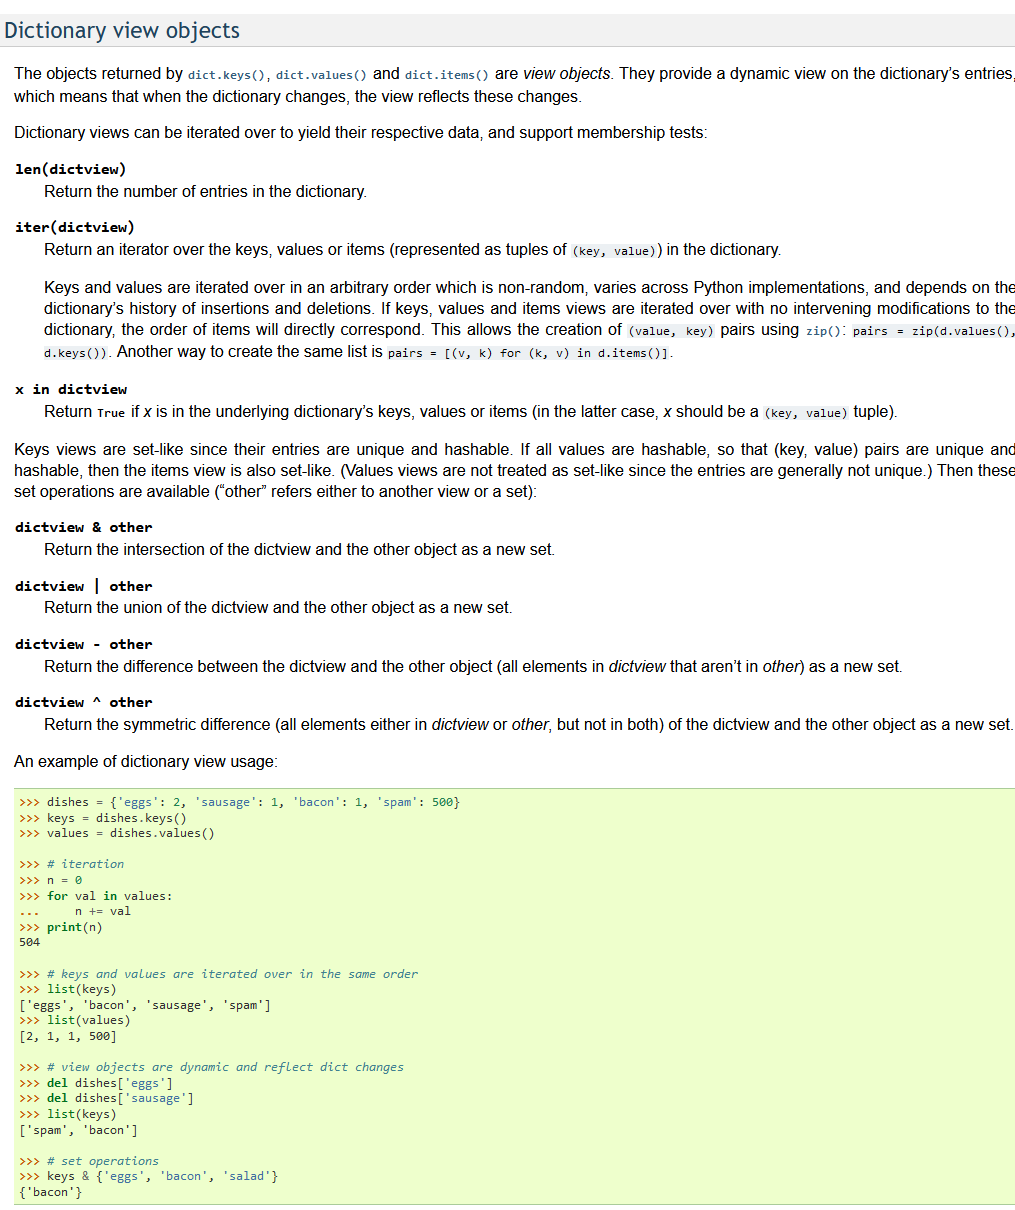 Dictionary view objects
The objects returned by dict.keys(), dict.values() and dict.items() are view objects. They provide a dynamic view on the dictionary’s entries,
which means that when the dictionary changes, the view reflects these changes.
Dictionary views can be iterated over to yield their respective data, and support membership tests:
len(dictview)
Return the number of entries in the dictionary.
iter(dictview)
Return an iterator over the keys, values or items (represented as tuples of (key, value)) in the dictionary.
Keys and values are iterated over in an arbitrary order which is non-random, varies across Python implementations, and depends on the
dictionary’s history of insertions and deletions. If keys, values and items views are iterated over with no intervening modifications to the
dictionary, the order of items will directly correspond. This allows the creation of (value, key) pairs using zip(): pairs = zip(d.values(),
d.keys()). Another way to create the same list is pairs = [(v, k) for (k, v) in d.items()].
x in dictview
Return True if x is in the underlying dictionary’s keys, values or items (in the latter case, x should be a (key, value) tuple).
Keys views are set-like since their entries are unique and hashable. If all values are hashable, so that (key, value) pairs are unique and
hashable, then the items view is also set-like. (Values views are not treated as set-like since the entries are generally not unique.) Then these
set operations are available (“other” refers either to another view or a set):
dictview & other
Return the intersection of the dictview and the other object as a new set.
dictview | other
Return the union of the dictview and the other object as a new set.
dictview - other
Return the difference between the dictview and the other object (all elements in dictview that aren’t in other) as a new set.
dictview ^ other
Return the symmetric difference (all elements either in dictview or other, but not in both) of the dictview and the other object as a new set.
An example of dictionary view usage:
>>> dishes = {'eggs': 2, 'sausage': 1, 'bacon': 1, 'spam': 500}
>>> keys = dishes.keys()
>>> values = dishes.values()
>>> # iteration
>>> n = 0
>>> for val in values:
...     n += val
>>> print(n)
504
>>> # keys and values are iterated over in the same order
>>> list(keys)
['eggs', 'bacon', 'sausage', 'spam']
>>> list(values)
[2, 1, 1, 500]
>>> # view objects are dynamic and reflect dict changes
>>> del dishes['eggs']
>>> del dishes['sausage']
>>> list(keys)
['spam', 'bacon']
>>> # set operations
>>> keys & {'eggs', 'bacon', 'salad'}
{'bacon'}